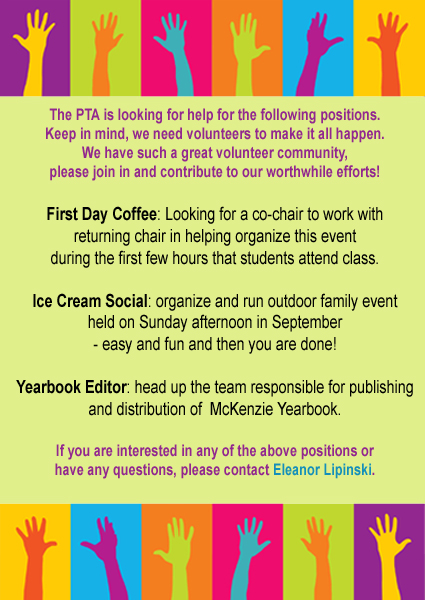 The PTA is looking for help for the following positions.
Keep in mind, we need volunteers to make it all happen.
We have such a great volunteer community,
please join in and contribute to our worthwhile efforts!
First Day Coffee: Looking for a co-chair to work with
returning chair in helping organize this event
during the first few hours that students attend class.
Ice Cream Social: organize and run outdoor family event
held on Sunday afternoon in September
- easy and fun and then you are done!
Yearbook Editor: head up the team responsible for publishing
and distribution of McKenzie Yearbook.
If you are interested in any of the above positions or
have any questions, please contact Eleanor Lipinski.